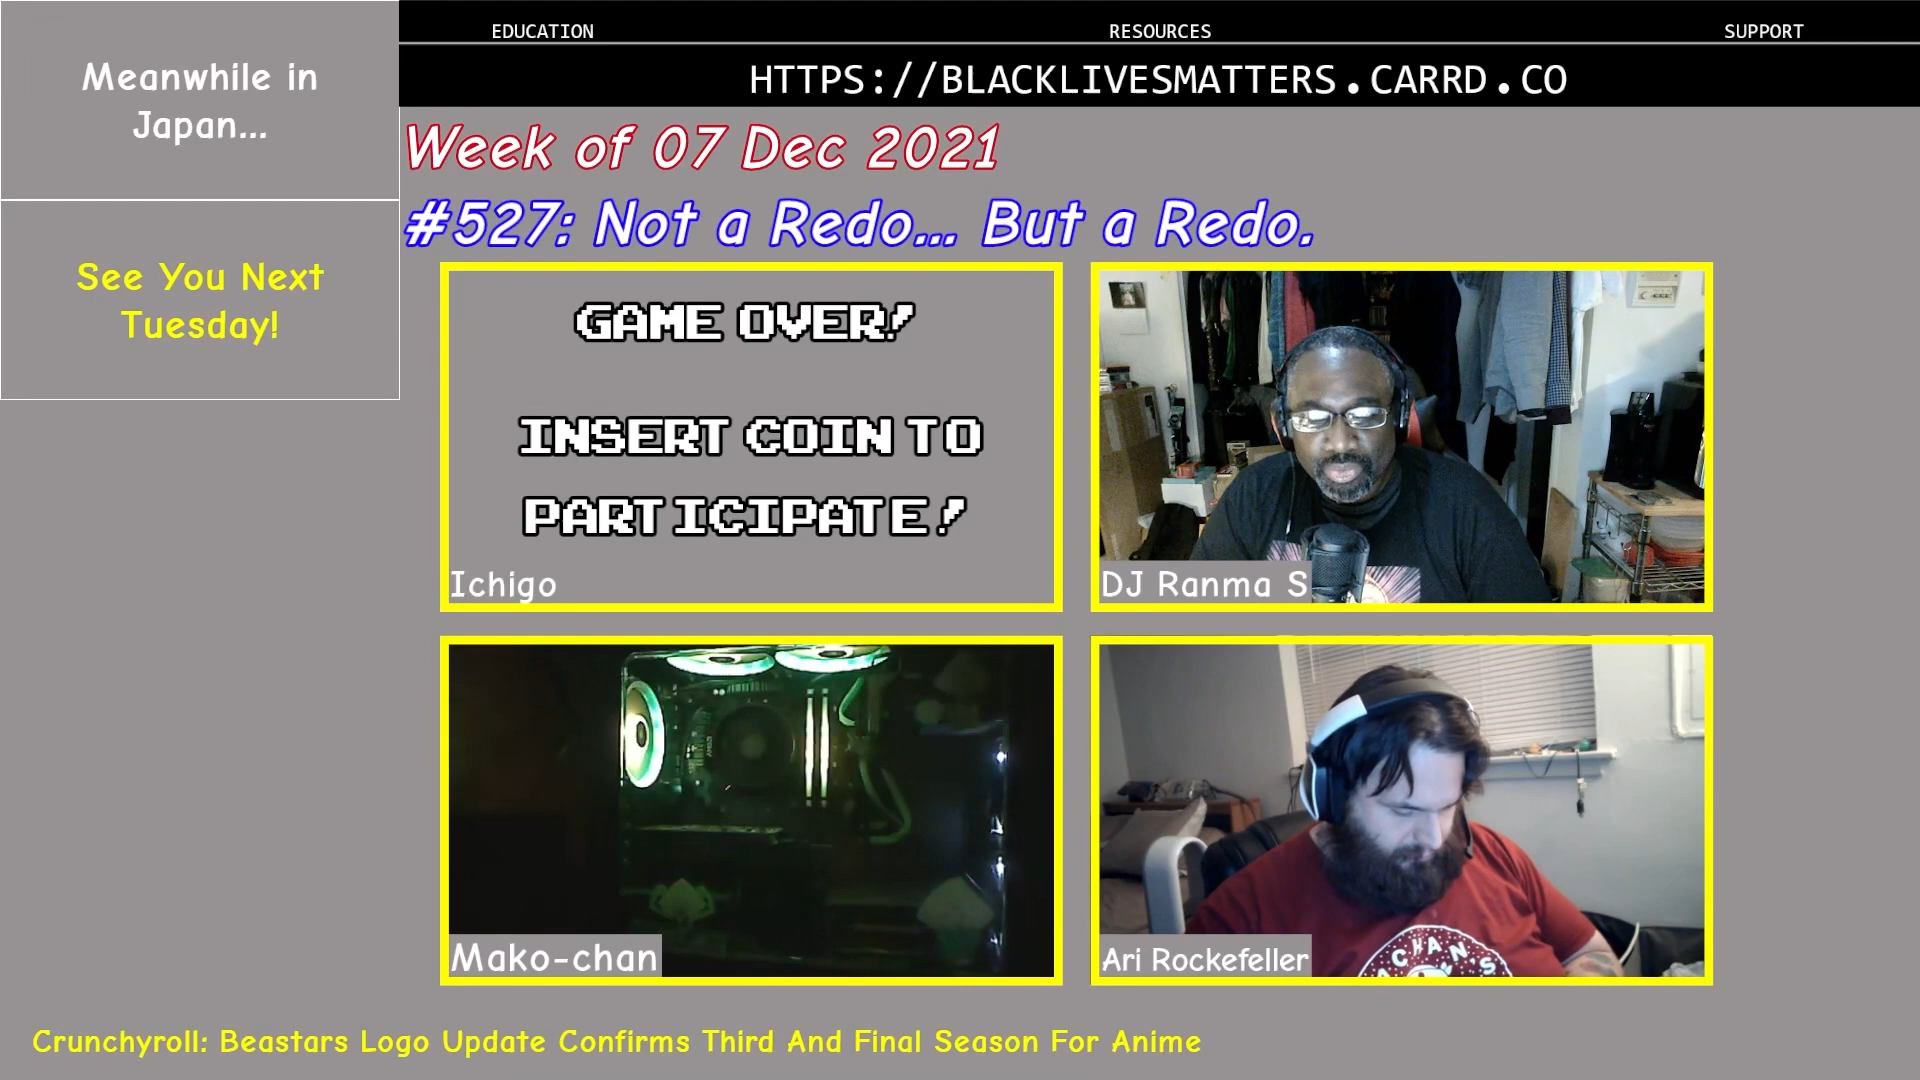 Meanwhile in
Japan...
See You Next
Tuesday!
EDUCATION
RESOURCES
SUPPORT
HTTPS://BLACKLIVESMATTERS.CARRD.CO
Week of 07 Dec 2021
#527: Not a Redo... But a Redo.
GAME OVER!
INSERT COIN TO
PARTICIPATE!
Ichigo
DJ Ranma S
Mako-chan
Ari Rockefeller
ACHAN'S
Crunchyroll: Beastars Logo Update Confirms Third And Final Season For Anime